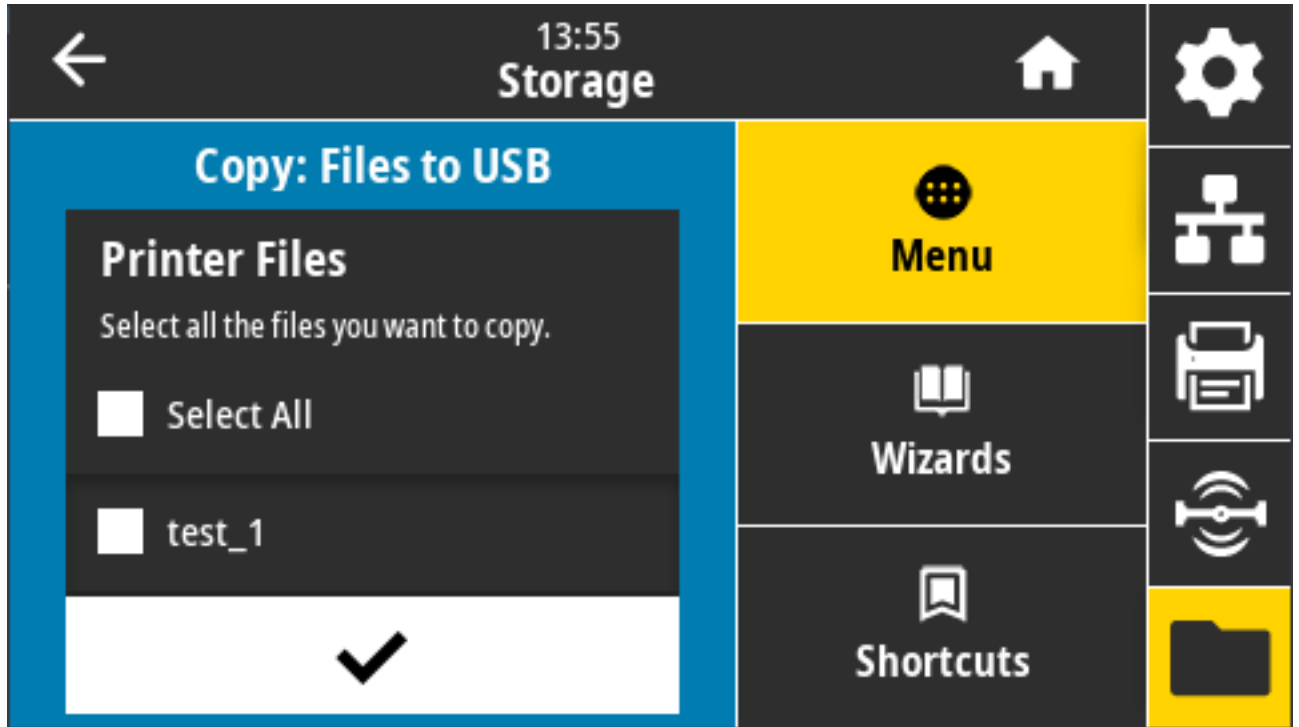 13:55
Storage
Copy: Files to USB
Printer Files
Select all the files you want to copy.
Select All
test_1
Menu
Wizards
Shortcuts